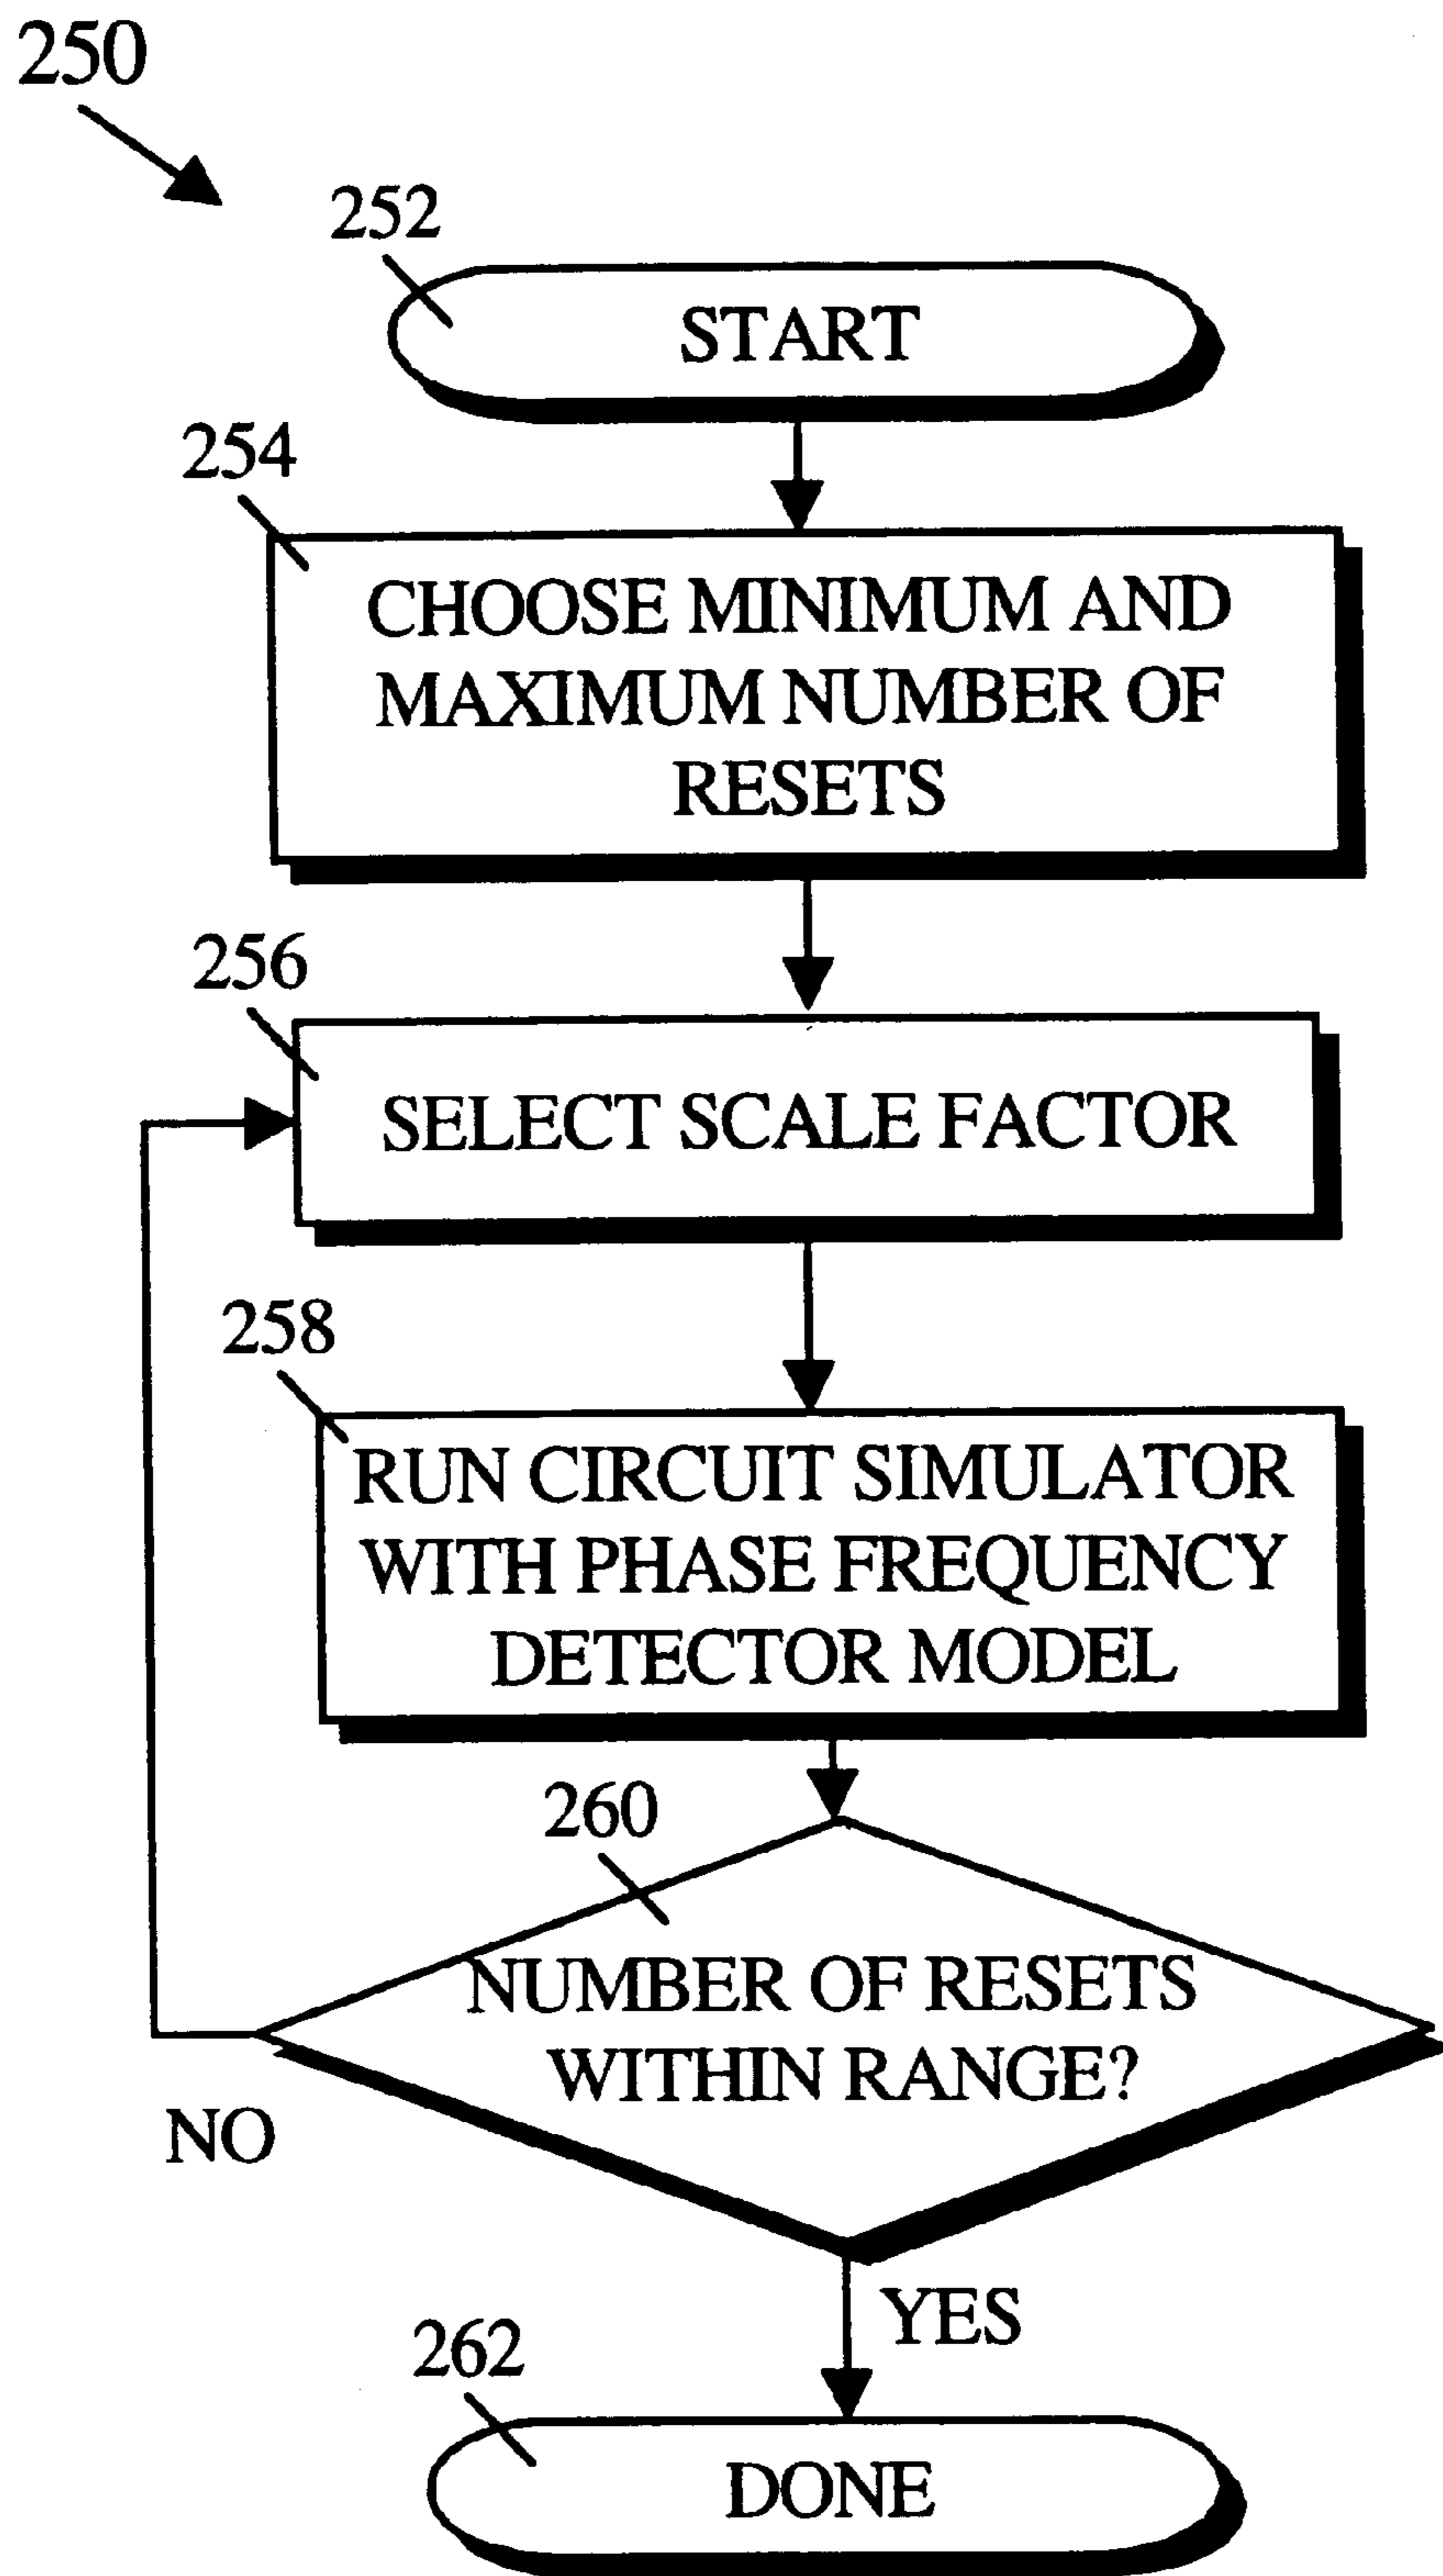 250
252
START
254
CHOOSE MINIMUM AND
MAXIMUM NUMBER OF
RESETS
256
SELECT SCALE FACTOR
258
RUN CIRCUIT SIMULATOR
WITH PHASE FREQUENCY
DETECTOR MODEL
260
NUMBER OF RESETS
WITHIN RANGE?
NO
YES
262
DONE